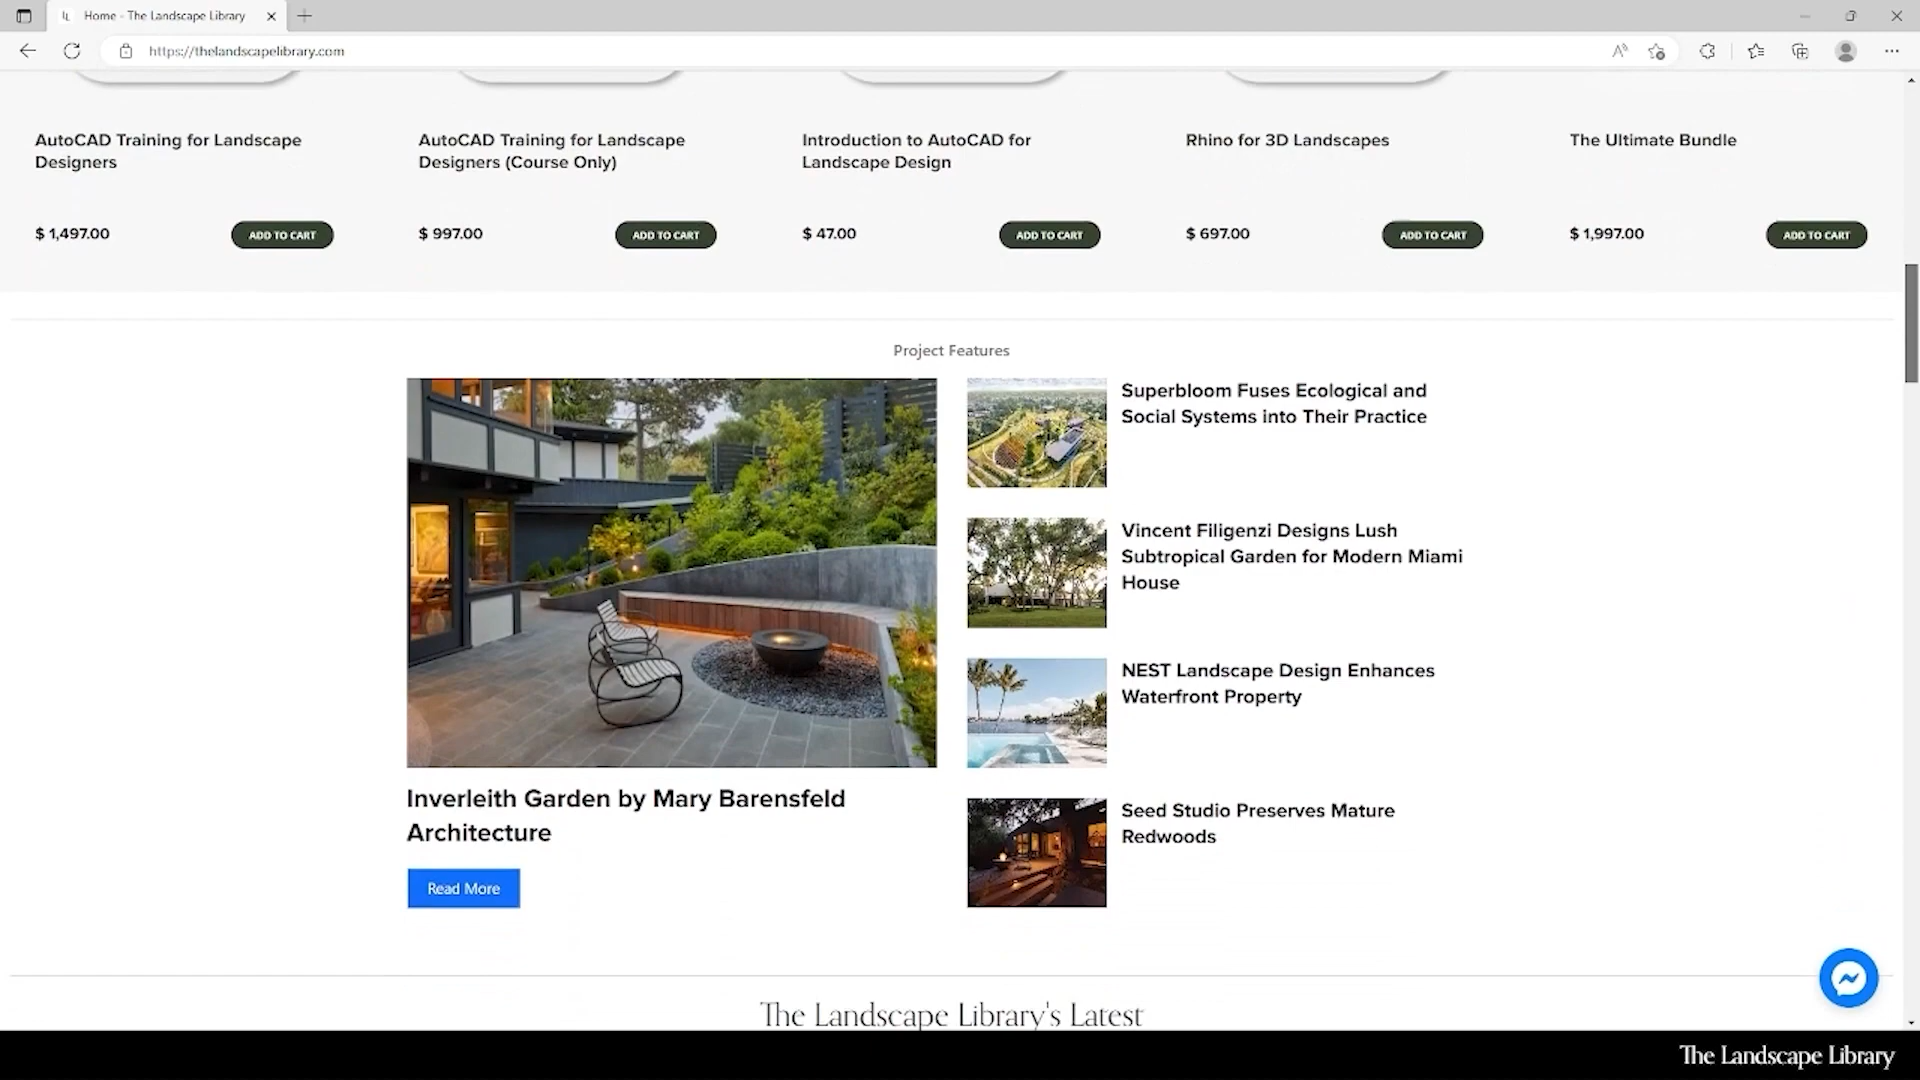 Home - The Landscape Library
https://thelandscapelibrary.com
AutoCAD Training for Landscape
Designers
$ 1,497.00
ADD TO CART
AutoCAD Training for Landscape
Designers (Course Only)
$ 997.00
ADD TO CART
Introduction to AutoCAD for
Landscape Design
$ 47.00
ADD TO CART
Rhino for 3D Landscapes
$ 697.00
ADD TO CART
The Ultimate Bundle
$ 1,997.00
ADD TO CART
Project Features
Inverleith Garden by Mary Barensfeld
Architecture
Read More
Superbloom Fuses Ecological and
Social Systems into Their Practice
Vincent Filigenzi Designs Lush
Subtropical Garden for Modern Miami
House
NEST Landscape Design Enhances
Waterfront Property
Seed Studio Preserves Mature
Redwoods
The Landscape Library's Latest
The Landscape Library